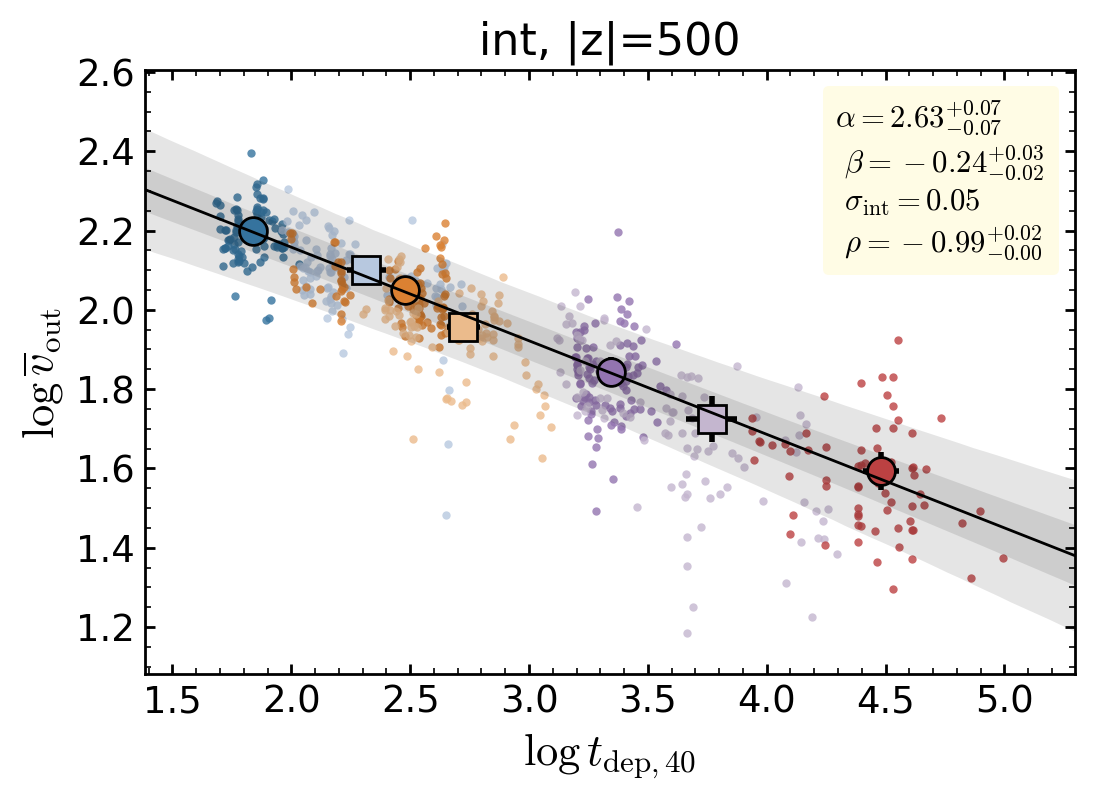 int, |z|=500
α = 2.63 +0.07 -0.07
β = −0.24 +0.03 -0.02
σint = 0.05
ρ = −0.99 +0.02 -0.00
2.6
2.4
2.2
2.0
1.8
1.6
1.4
1.2
log v̅out
1.5 2.0 2.5 3.0 3.5 4.0 4.5 5.0
log tdep, 40